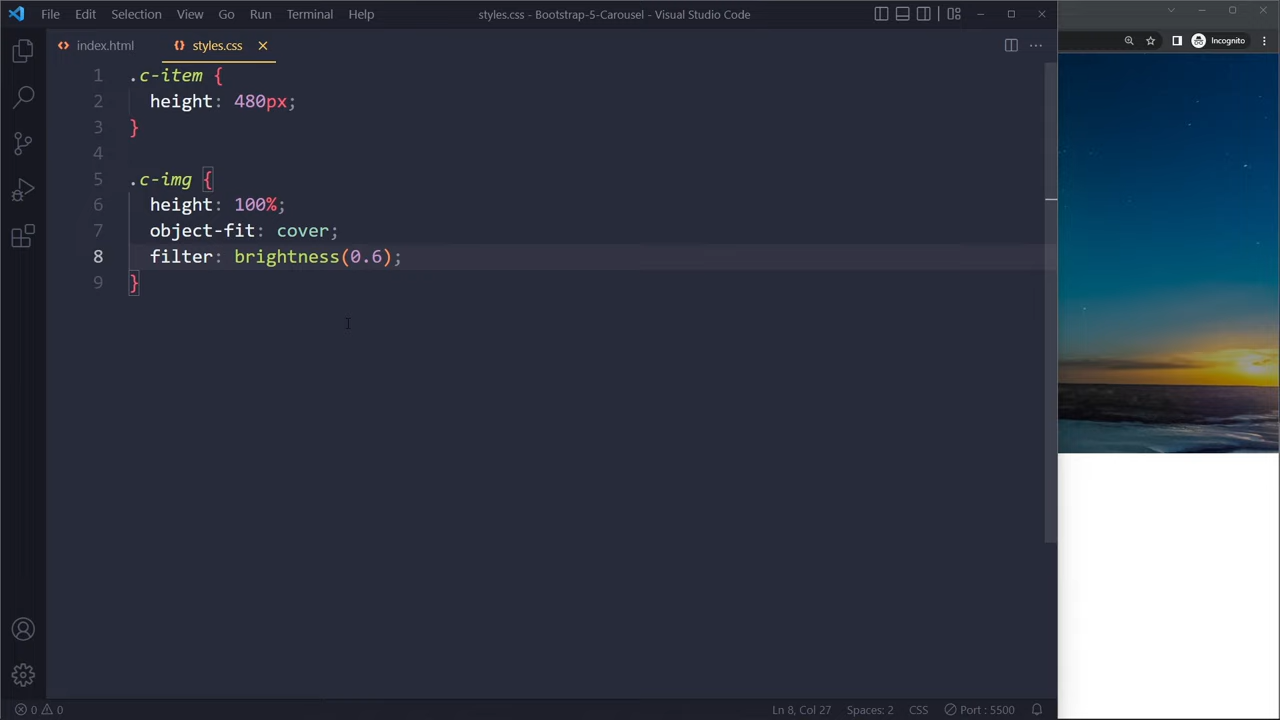 File Edit Selection View Go Run Terminal Help styles.css - Bootstrap-5-Carousel - Visual Studio Code
Incognito
index.html styles.css
1 .c-item {
2 height: 480px;
3 }
4
5 .c-img {
6 height: 100%;
7 object-fit: cover;
8 filter: brightness(0.6);
9 }
0 0 Ln 8, Col 27 Spaces: 2 CSS Port : 5500